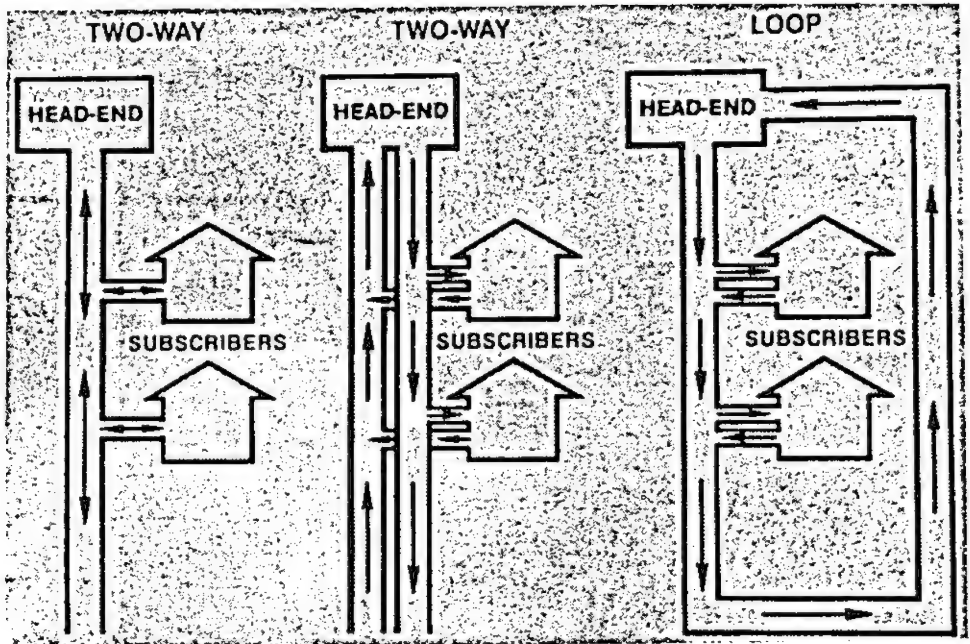 TWO-WAY
TWO-WAY
LOOP
HEAD-END
HEAD-END
HEAD-END
SUBSCRIBERS
SUBSCRIBERS
SUBSCRIBERS